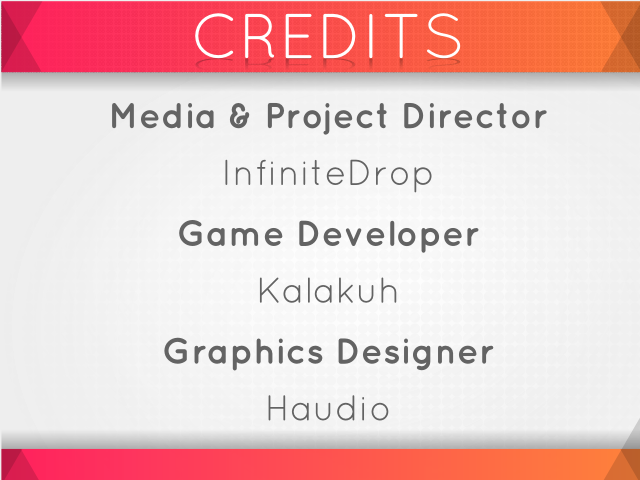 CREDITS
Media & Project Director
InfiniteDrop
Game Developer
Kalakuh
Graphics Designer
Haudio